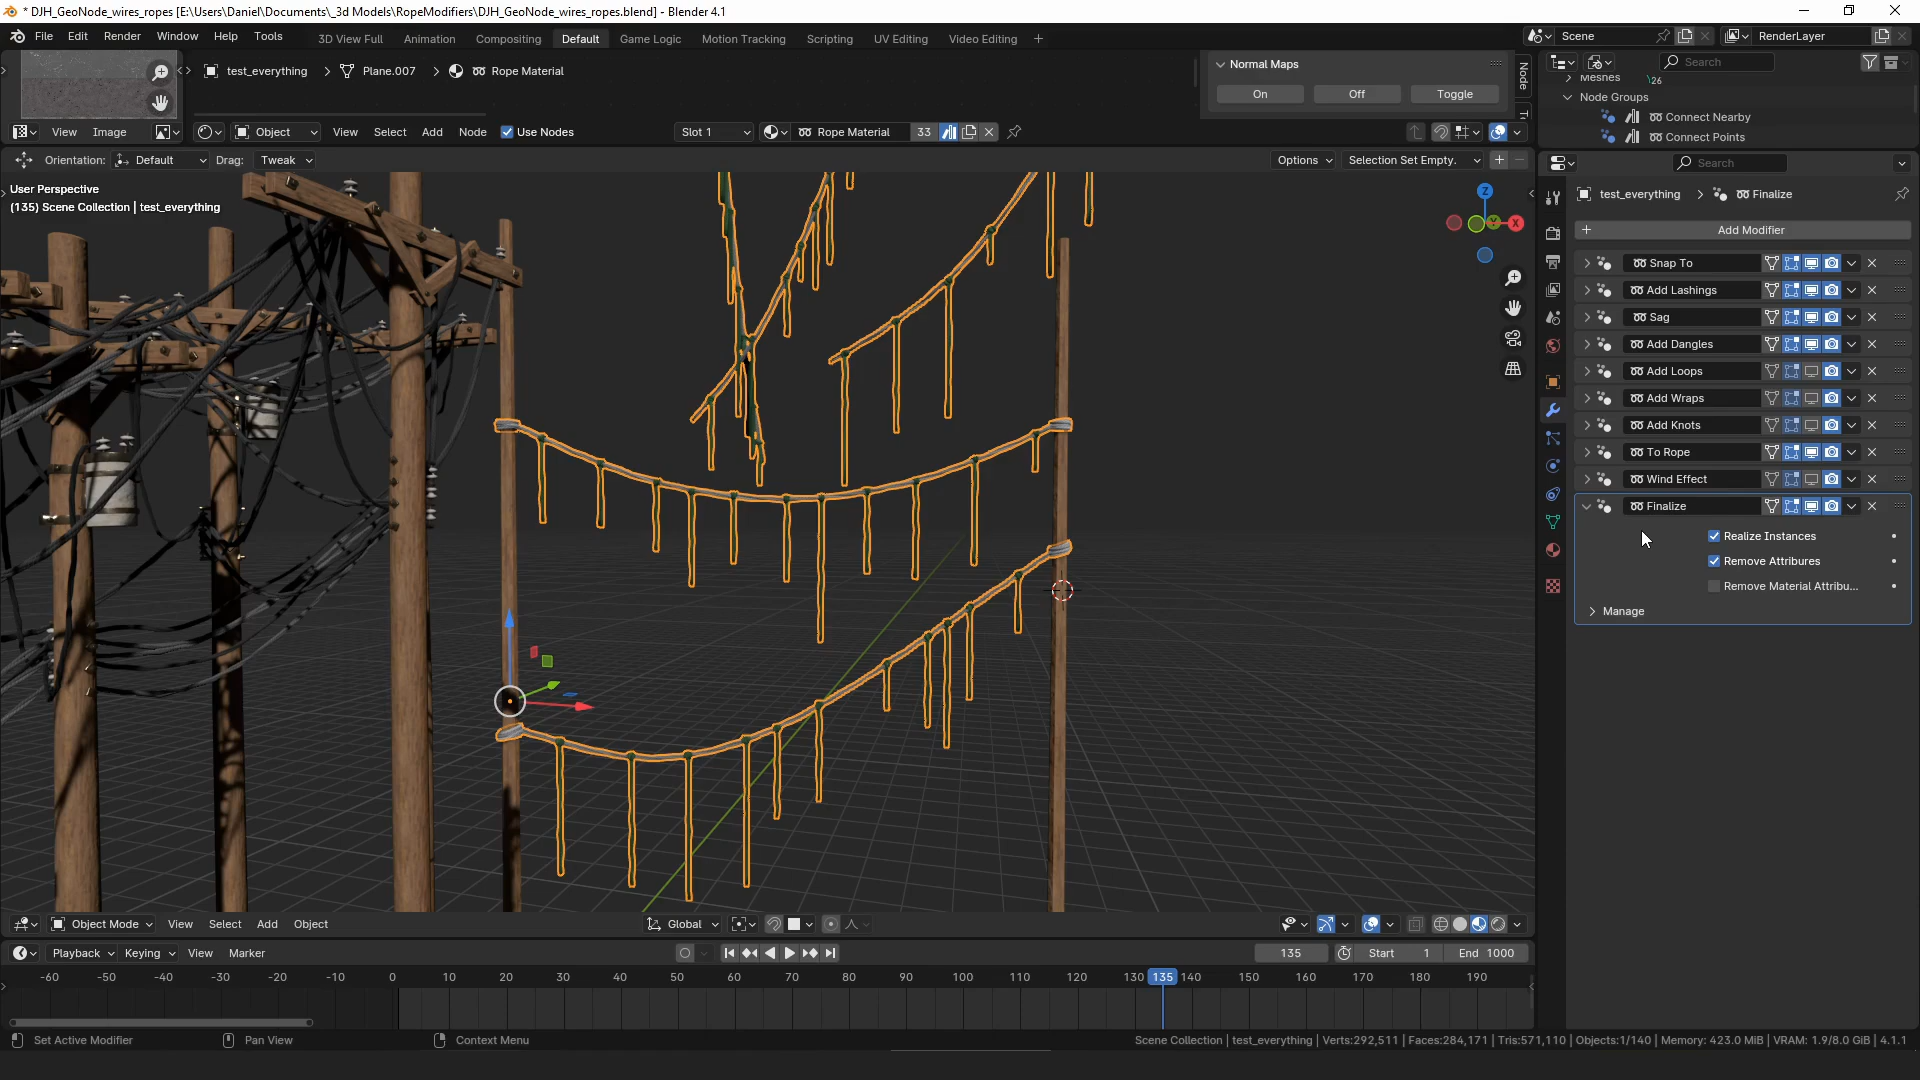 * DJH_GeoNode_wires_ropes [E:\Users\Daniel\Documents\_3d Models\RopeModifiers\DJH_GeoNode_wires_ropes.blend] - Blender 4.1
File Edit Render Window Help Tools
3D View Full Animation Compositing Default Game Logic Motion Tracking Scripting UV Editing Video Editing
Scene
RenderLayer
test_everything Plane.007 Rope Material
Normal Maps
On Off Toggle
Node
Search
Meshes 26
Node Groups
Connect Nearby
Connect Points
View Image
Object View Select Add Node Use Nodes Slot 1 Rope Material 33
Orientation: Default Drag: Tweak Options Selection Set Empty.
Search
User Perspective
(135) Scene Collection | test_everything
Z
Y
X
test_everything Finalize
Add Modifier
Snap To
Add Lashings
Sag
Add Dangles
Add Loops
Add Wraps
Add Knots
To Rope
Wind Effect
Finalize
Realize Instances
Remove Attribures
Remove Material Attribu...
Manage
Object Mode View Select Add Object Global
Playback Keying View Marker 135 Start 1 End 1000
-60 -50 -40 -30 -20 -10 0 10 20 30 40 50 60 70 80 90 100 110 120 130 135 140 150 160 170 180 190
Set Active Modifier Pan View Context Menu
Scene Collection | test_everything | Verts:292,511 | Faces:284,171 | Tris:571,110 | Objects:1/140 | Memory: 423.0 MiB | VRAM: 1.9/8.0 GiB | 4.1.1